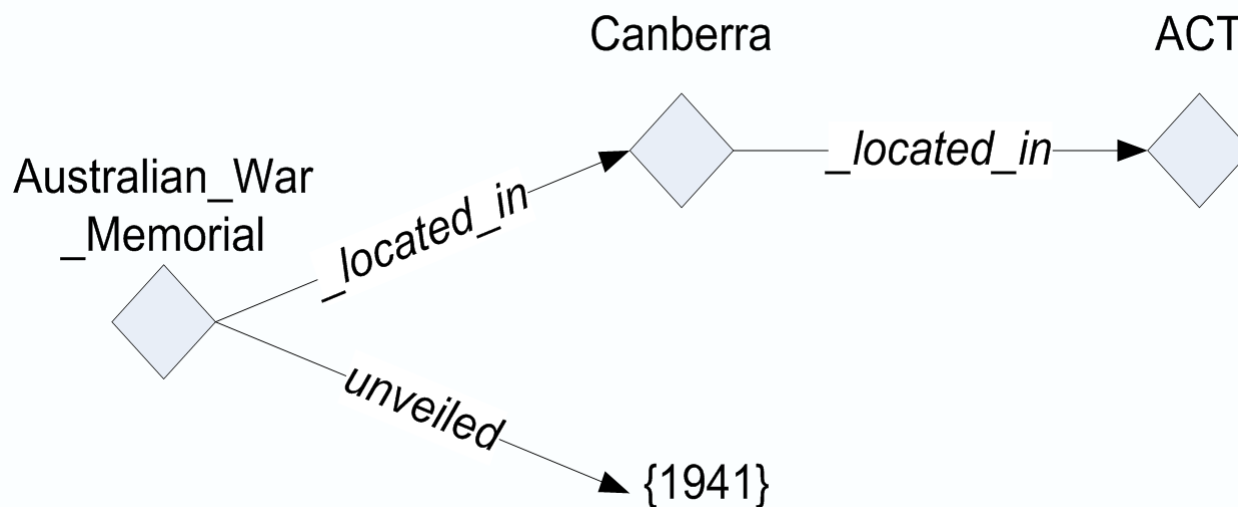 Canberra
ACT
_located_in
Australian_War
_Memorial
_located_in
unveiled
{1941}